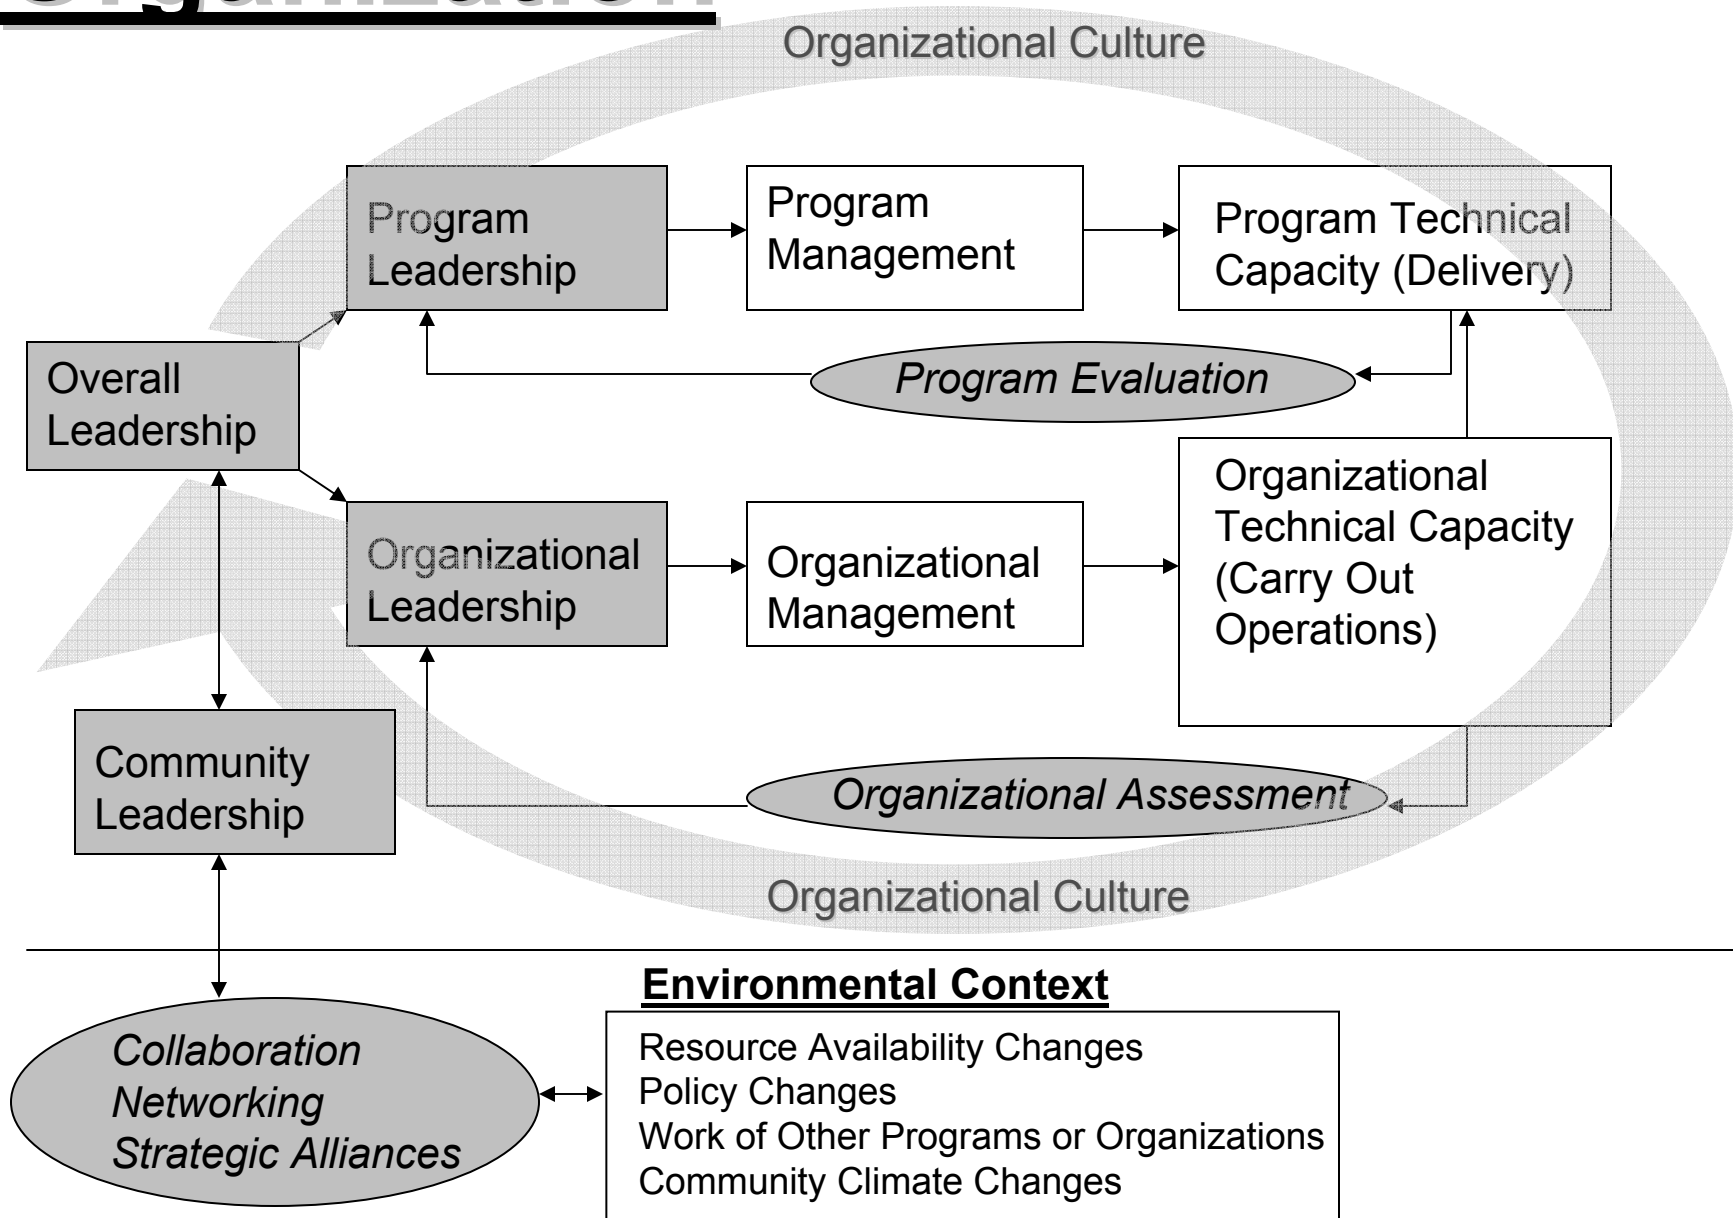 Organization
Organizational Culture
Program
Leadership
Program
Management
Program Technical
Capacity (Delivery)
Overall
Leadership
Program Evaluation
Organizational
Leadership
Organizational
Management
Organizational
Technical Capacity
(Carry Out
Operations)
Community
Leadership
Organizational Assessment
Organizational Culture
Environmental Context
Collaboration
Networking
Strategic Alliances
Resource Availability Changes
Policy Changes
Work of Other Programs or Organizations
Community Climate Changes